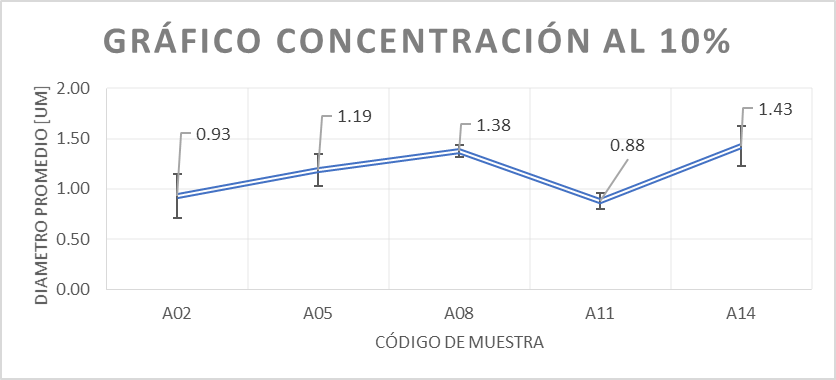 GRÁFICO CONCENTRACIÓN AL 10%
DIAMETRO PROMEDIO [UM]
2.00
1.50
1.00
0.50
0.00
0.93
1.19
1.38
0.88
1.43
A02
A05
A08
A11
A14
CÓDIGO DE MUESTRA